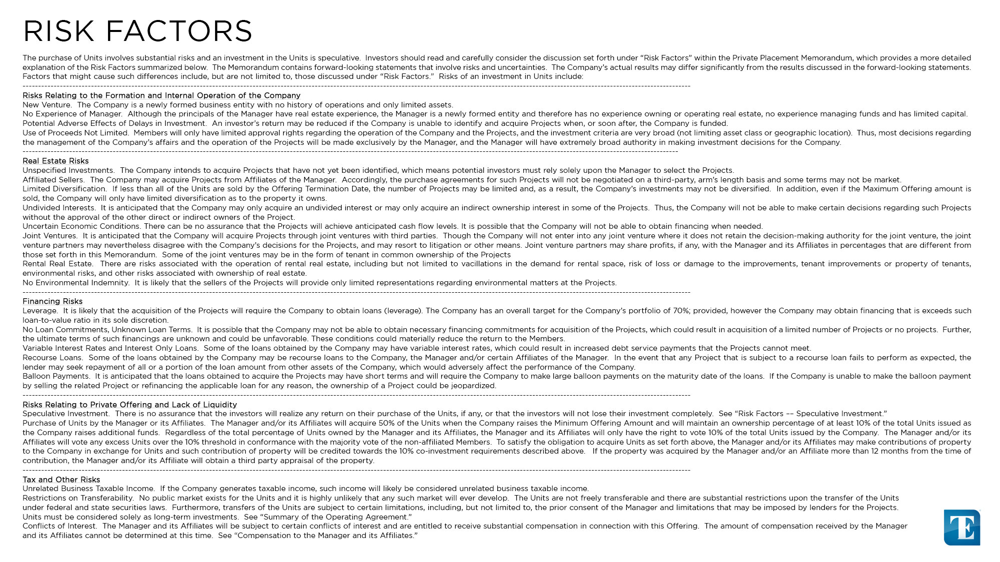 RISK FACTORS
The purchase of Units involves substantial risks and an investment in the Units is speculative.  Investors should read and carefully consider the discussion set forth under “Risk Factors” within the Private Placement Memorandum, which provides a more detailed
explanation of the Risk Factors summarized below.  The Memorandum contains forward-looking statements that involve risks and uncertainties.  The Company’s actual results may differ significantly from the results discussed in the forward-looking statements.
Factors that might cause such differences include, but are not limited to, those discussed under “Risk Factors.”  Risks of an investment in Units include:
Risks Relating to the Formation and Internal Operation of the Company
New Venture.  The Company is a newly formed business entity with no history of operations and only limited assets.
No Experience of Manager.  Although the principals of the Manager have real estate experience, the Manager is a newly formed entity and therefore has no experience owning or operating real estate, no experience managing funds and has limited capital.
Potential Adverse Effects of Delays in Investment.  An investor’s return may be reduced if the Company is unable to identify and acquire Projects when, or soon after, the Company is funded.
Use of Proceeds Not Limited.  Members will only have limited approval rights regarding the operation of the Company and the Projects, and the investment criteria are very broad (not limiting asset class or geographic location).  Thus, most decisions regarding
the management of the Company’s affairs and the operation of the Projects will be made exclusively by the Manager, and the Manager will have extremely broad authority in making investment decisions for the Company.
Real Estate Risks
Unspecified Investments.  The Company intends to acquire Projects that have not yet been identified, which means potential investors must rely solely upon the Manager to select the Projects.
Affiliated Sellers.  The Company may acquire Projects from Affiliates of the Manager.  Accordingly, the purchase agreements for such Projects will not be negotiated on a third-party, arm’s length basis and some terms may not be market.
Limited Diversification.  If less than all of the Units are sold by the Offering Termination Date, the number of Projects may be limited and, as a result, the Company’s investments may not be diversified.  In addition, even if the Maximum Offering amount is
sold, the Company will only have limited diversification as to the property it owns.
Undivided Interests.  It is anticipated that the Company may only acquire an undivided interest or may only acquire an indirect ownership interest in some of the Projects.  Thus, the Company will not be able to make certain decisions regarding such Projects
without the approval of the other direct or indirect owners of the Project.
Uncertain Economic Conditions. There can be no assurance that the Projects will achieve anticipated cash flow levels. It is possible that the Company will not be able to obtain financing when needed.
Joint Ventures.  It is anticipated that the Company will acquire Projects through joint ventures with third parties.  Though the Company will not enter into any joint venture where it does not retain the decision-making authority for the joint venture, the joint
venture partners may nevertheless disagree with the Company’s decisions for the Projects, and may resort to litigation or other means. Joint venture partners may share profits, if any, with the Manager and its Affiliates in percentages that are different from
those set forth in this Memorandum.  Some of the joint ventures may be in the form of tenant in common ownership of the Projects
Rental Real Estate.  There are risks associated with the operation of rental real estate, including but not limited to vacillations in the demand for rental space, risk of loss or damage to the improvements, tenant improvements or property of tenants,
environmental risks, and other risks associated with ownership of real estate.
No Environmental Indemnity.  It is likely that the sellers of the Projects will provide only limited representations regarding environmental matters at the Projects.
Financing Risks
Leverage.  It is likely that the acquisition of the Projects will require the Company to obtain loans (leverage). The Company has an overall target for the Company’s portfolio of 70%; provided, however the Company may obtain financing that is exceeds such
loan-to-value ratio in its sole discretion.
No Loan Commitments, Unknown Loan Terms.  It is possible that the Company may not be able to obtain necessary financing commitments for acquisition of the Projects, which could result in acquisition of a limited number of Projects or no projects.  Further,
the ultimate terms of such financings are unknown and could be unfavorable. These conditions could materially reduce the return to the Members.
Variable Interest Rates and Interest Only Loans.  Some of the loans obtained by the Company may have variable interest rates, which could result in increased debt service payments that the Projects cannot meet.
Recourse Loans.  Some of the loans obtained by the Company may be recourse loans to the Company, the Manager and/or certain Affiliates of the Manager.  In the event that any Project that is subject to a recourse loan fails to perform as expected, the
lender may seek repayment of all or a portion of the loan amount from other assets of the Company, which would adversely affect the performance of the Company.
Balloon Payments.  It is anticipated that the loans obtained to acquire the Projects may have short terms and will require the Company to make large balloon payments on the maturity date of the loans.  If the Company is unable to make the balloon payment
by selling the related Project or refinancing the applicable loan for any reason, the ownership of a Project could be jeopardized.
Risks Relating to Private Offering and Lack of Liquidity
Speculative Investment.  There is no assurance that the investors will realize any return on their purchase of the Units, if any, or that the investors will not lose their investment completely.  See “Risk Factors –– Speculative Investment.”
Purchase of Units by the Manager or its Affiliates.  The Manager and/or its Affiliates will acquire 50% of the Units when the Company raises the Minimum Offering Amount and will maintain an ownership percentage of at least 10% of the total Units issued as
the Company raises additional funds.  Regardless of the total percentage of Units owned by the Manager and its Affiliates, the Manager and its Affiliates will only have the right to vote 10% of the total Units issued by the Company.  The Manager and/or its
Affiliates will vote any excess Units over the 10% threshold in conformance with the majority vote of the non-affiliated Members.  To satisfy the obligation to acquire Units as set forth above, the Manager and/or its Affiliates may make contributions of property
to the Company in exchange for Units and such contribution of property will be credited towards the 10% co-investment requirements described above.   If the property was acquired by the Manager and/or an Affiliate more than 12 months from the time of
contribution, the Manager and/or its Affiliate will obtain a third party appraisal of the property.
Tax and Other Risks
Unrelated Business Taxable Income.  If the Company generates taxable income, such income will likely be considered unrelated business taxable income.
Restrictions on Transferability.  No public market exists for the Units and it is highly unlikely that any such market will ever develop.  The Units are not freely transferable and there are substantial restrictions upon the transfer of the Units
under federal and state securities laws.  Furthermore, transfers of the Units are subject to certain limitations, including, but not limited to, the prior consent of the Manager and limitations that may be imposed by lenders for the Projects.
Units must be considered solely as long-term investments.  See “Summary of the Operating Agreement.”
Conflicts of Interest.  The Manager and its Affiliates will be subject to certain conflicts of interest and are entitled to receive substantial compensation in connection with this Offering.  The amount of compensation received by the Manager
and its Affiliates cannot be determined at this time.  See “Compensation to the Manager and its Affiliates.”
TE